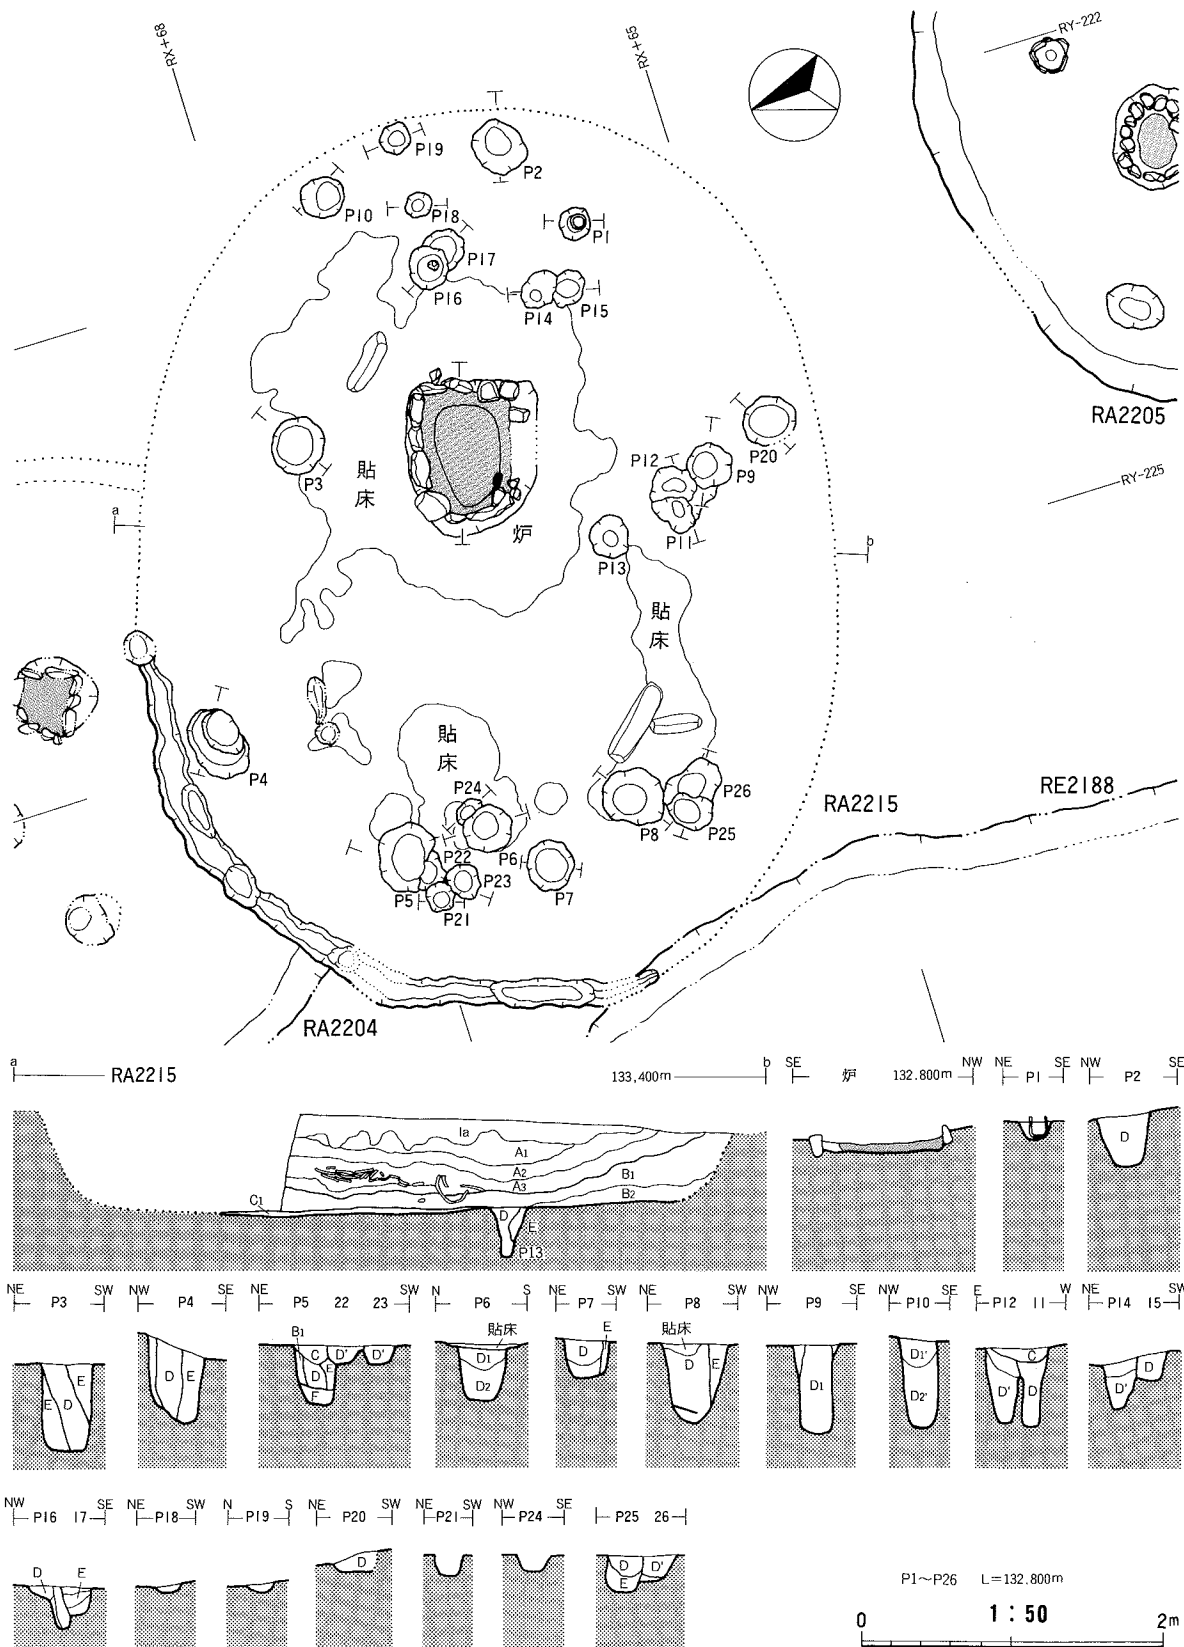 RX+68
RX+65
RY-222
P19
P2
P10
P18
P1
P17
P16
P14
P15
RA2205
P20
P12
P9
P3
貼床
炉
RY-225
P11
a
b
P13
貼床
貼床
P4
P24
P26
RA2215
RE2188
P8
P25
P22
P6
P23
P7
P5
P21
RA2204
a
RA2215
133,400m
b
SE
炉
132.800m
NW
NE
P1
SE
NW
P2
SE
Ia
A1
A2
A3
B1
B2
C1
D
E
P13
D
NE
P3
SW
NW
P4
SE
NE
P5 22 23
SW
N
P6
S
NE
P7
SW
NE
P8
SW
NW
P9
SE
NW
P10
SE
E
P12 11
W
NE
P14 15
SW
E
D
E
D
E
B1
C
D'
D'
E
D
F
貼床
D1
D2
D
E
貼床
D
E
D1
D1'
D2'
C
D'
D
D'
D
NW
P16 17
SE
NE
P18
SW
N
P19
S
NE
P20
SW
NE
P21
SW
NW
P24
SE
P25 26
D
E
D
D
D'
E
P1～P26 L=132.800m
1：50
0
2m